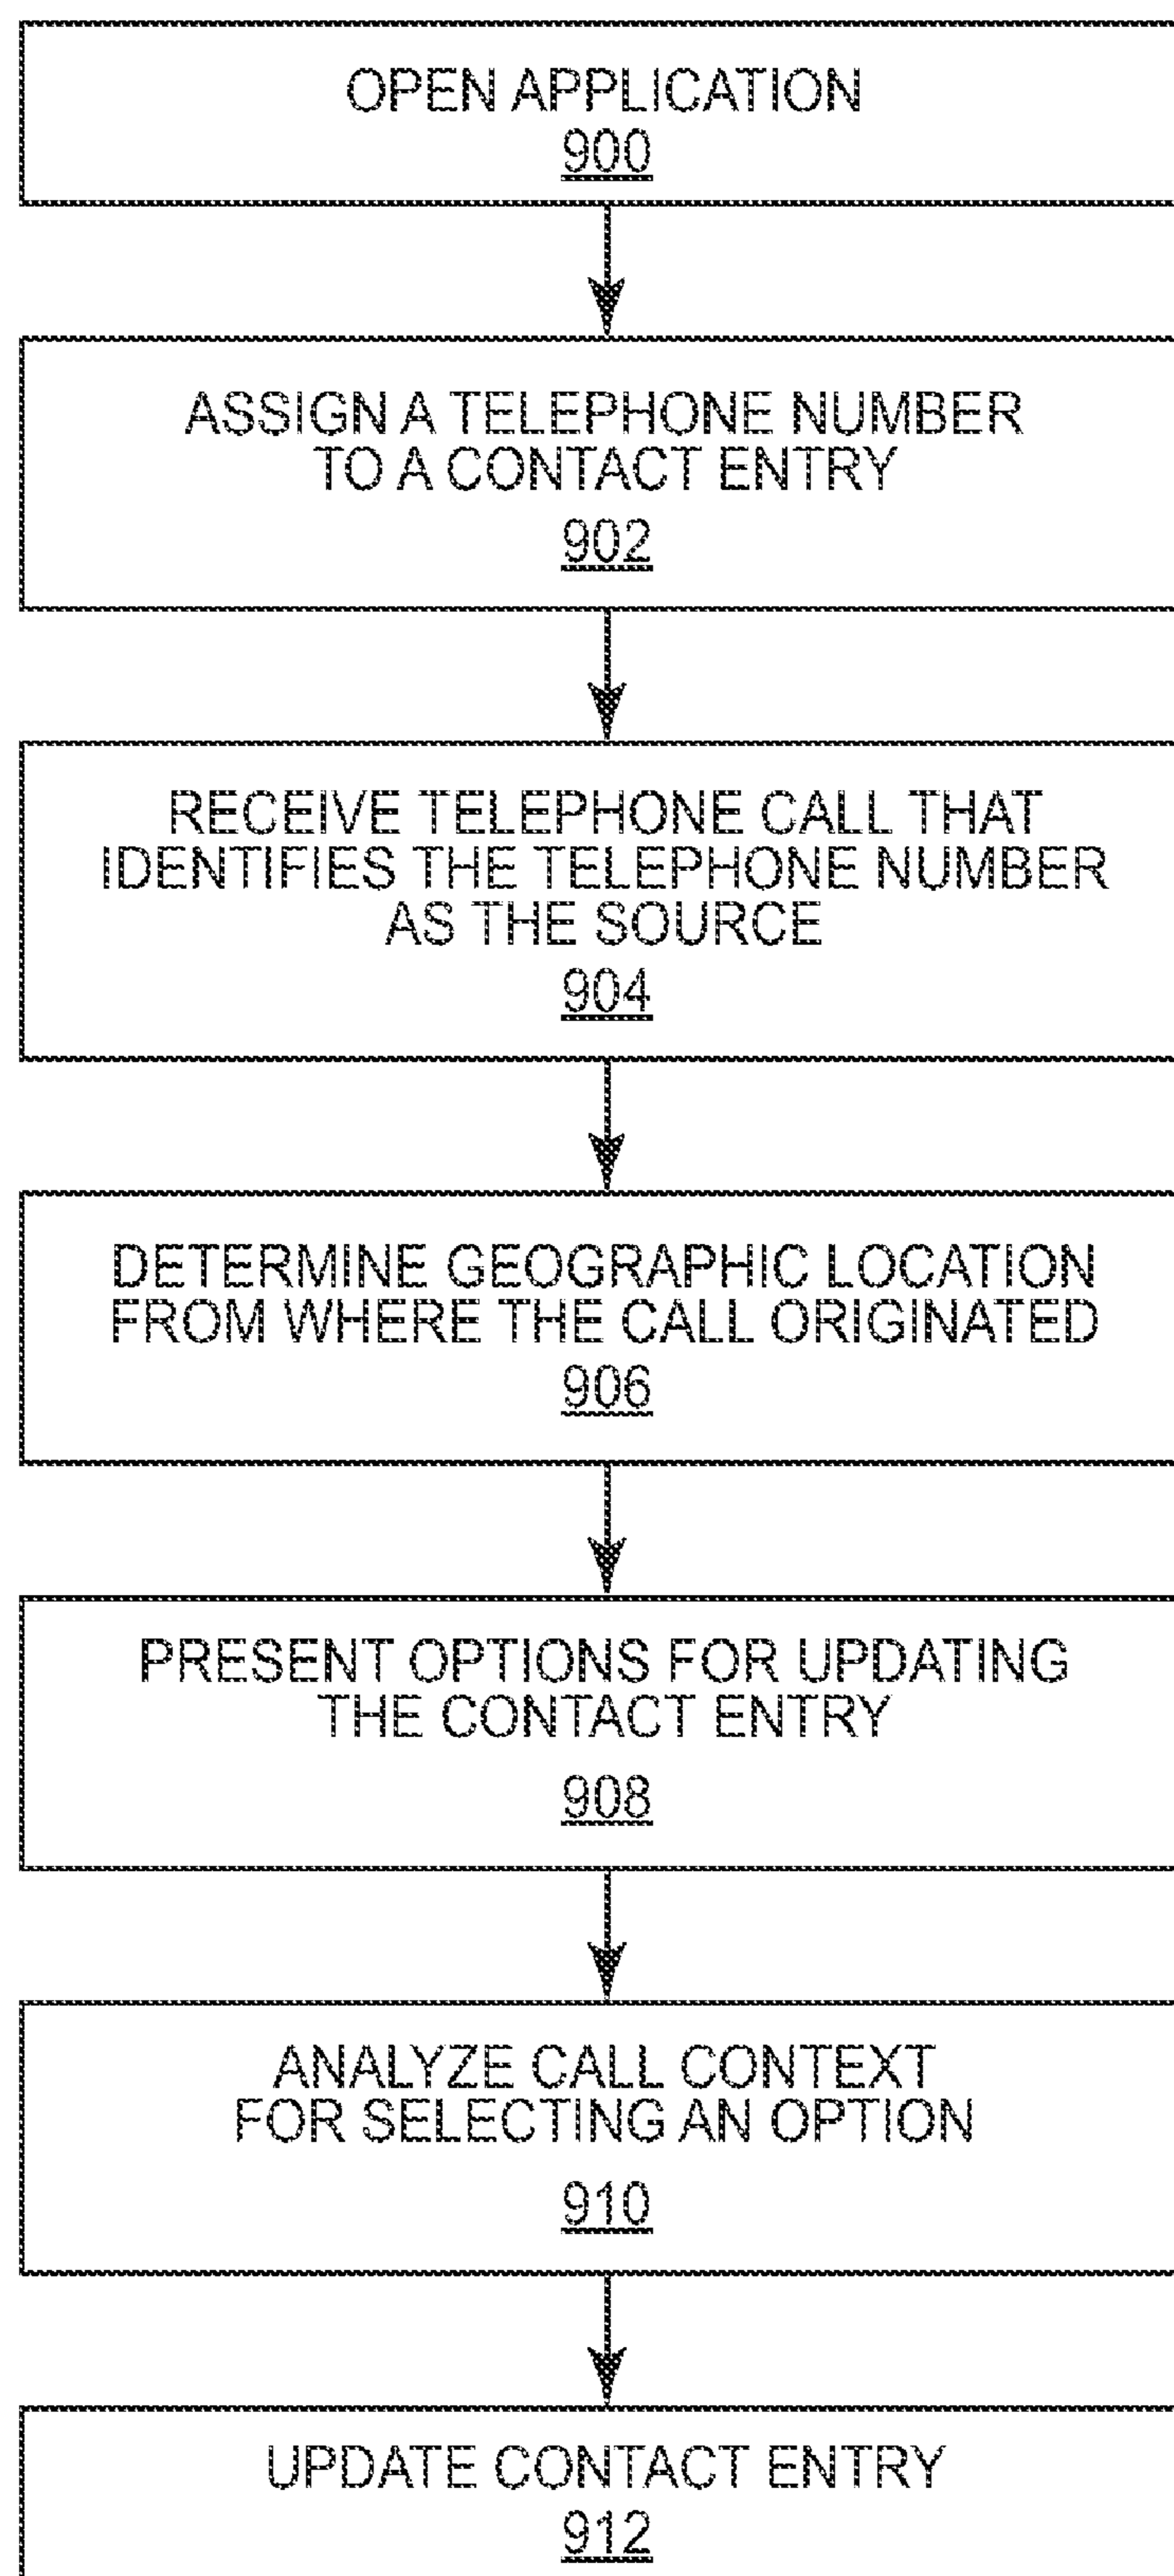 OPEN APPLICATION
900
ASSIGN A TELEPHONE NUMBER
TO A CONTACT ENTRY
902
RECEIVE TELEPHONE CALL THAT
IDENTIFIES THE TELEPHONE NUMBER
AS THE SOURCE
904
DETERMINE GEOGRAPHIC LOCATION
FROM WHERE THE CALL ORIGINATED
906
PRESENT OPTIONS FOR UPDATING
THE CONTACT ENTRY
908
ANALYZE CALL CONTEXT
FOR SELECTING AN OPTION
910
UPDATE CONTACT ENTRY
912